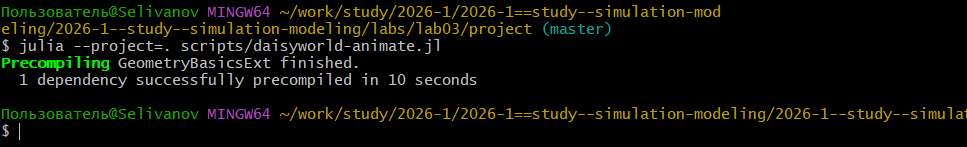 Пользователь@Selivanov MINGW64 ~/work/study/2026-1/2026-1==study--simulation-mod
eling/2026-1--study--simulation-modeling/labs/lab03/project (master)
$ julia --project=. scripts/daisyworld-animate.jl
Precompiling GeometryBasicsExt finished.
  1 dependency successfully precompiled in 10 seconds
Пользователь@Selivanov MINGW64 ~/work/study/2026-1/2026-1==study--simulation-modeling/2026-1--study--simulat
$